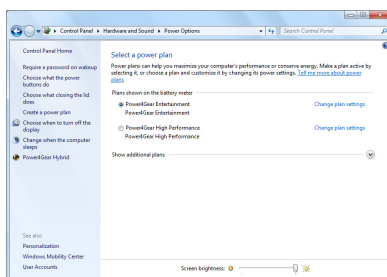 Control Panel ▸ Hardware and Sound ▸ Power Options
Search Control Panel
Control Panel Home
Require a password on wakeup
Choose what the power
buttons do
Choose what closing the lid
does
Create a power plan
Choose when to turn off the
display
Change when the computer
sleeps
Power4Gear Hybrid
See also
Personalization
Windows Mobility Center
User Accounts
Select a power plan
Power plans can help you maximize your computer's performance or conserve energy. Make a plan active by
selecting it, or choose a plan and customize it by changing its power settings. Tell me more about power
plans
Plans shown on the battery meter
Power4Gear Entertainment
Change plan settings
Power4Gear Entertainment
Power4Gear High Performance
Change plan settings
Power4Gear High Performance
Show additional plans
Screen brightness: